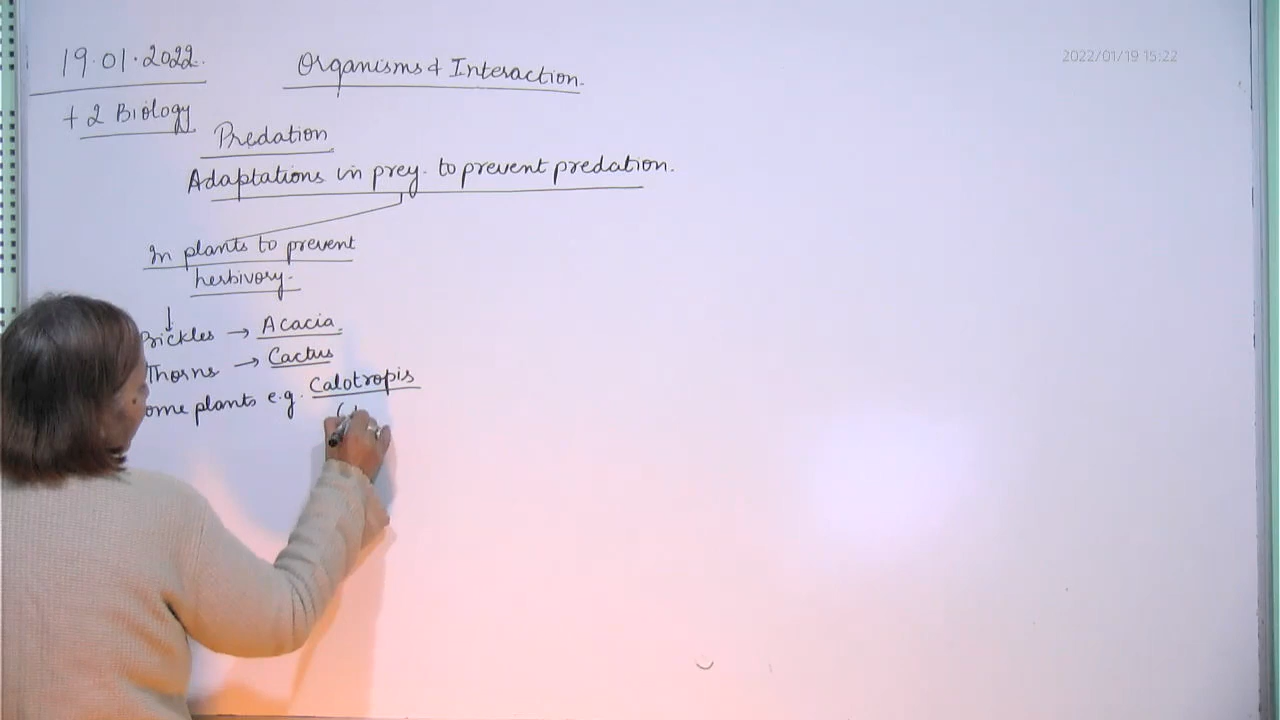 19.01.2022.
Organisms & Interaction.
2022/01/19 15:22
+2 Biology
Predation
Adaptations in prey. to prevent predation.
In plants to prevent
herbivory.
Prickles → Acacia.
Thorns → Cactus
ome plants e.g. Calotropis
(